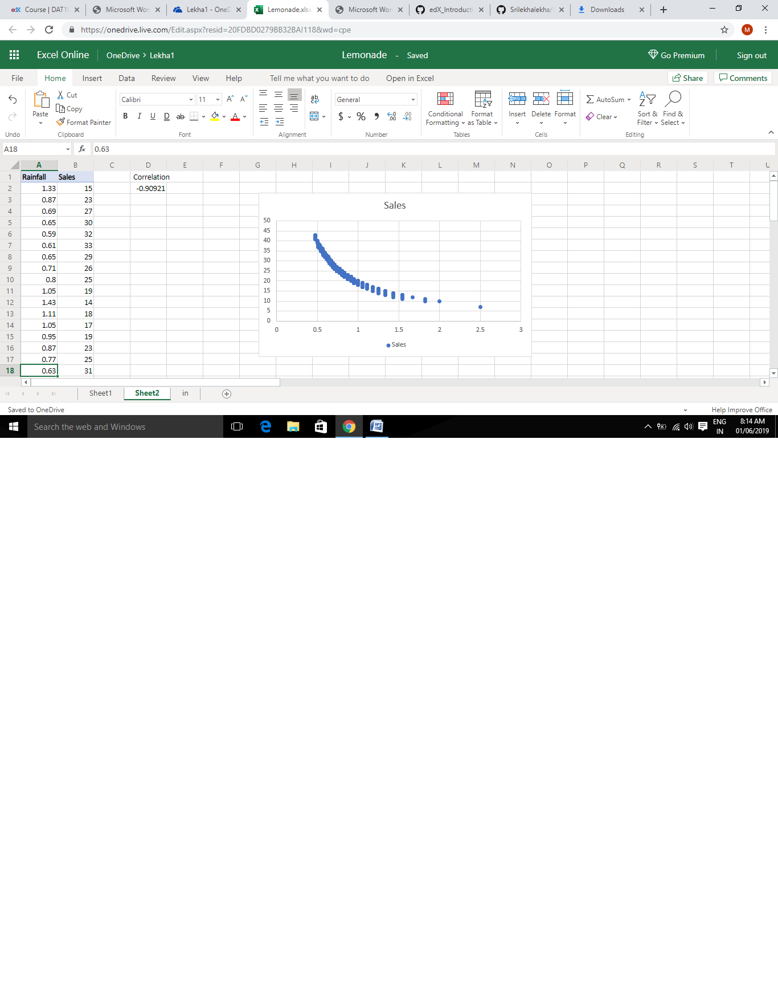 Course | DAT1 Microsoft Wor Lekha1 - OneD Lemonade.xlsx Microsoft Wor edX_Introducti Srilekhalekha/ Downloads
https://onedrive.live.com/Edit.aspx?resid=20FDBD0279BB32BA!118&wd=cpe M
Excel Online OneDrive > Lekha1 Lemonade - Saved Go Premium Sign out
File Home Insert Data Review View Help Tell me what you want to do Open in Excel Share Comments
Paste Cut Copy Format Painter
Calibri 11 A A B I U D ab A
ab c General $ % , .00 .00
Conditional Formatting Format as Table Insert Delete Format AutoSum Clear Sort & Filter Find & Select
Undo Clipboard Font Alignment Number Tables Cells Editing
A18 fx 0.63
A B C D E F G H I J K L M N O P Q R S T U
1 Rainfall Sales Correlation
2 1.33 15 -0.90921
3 0.87 23
4 0.69 27
5 0.65 30
6 0.59 32
7 0.61 33
8 0.65 29
9 0.71 26
10 0.8 25
11 1.05 19
12 1.43 14
13 1.11 18
14 1.05 17
15 0.95 19
16 0.87 23
17 0.77 25
18 0.63 31
Sales
50
45
40
35
30
25
20
15
10
5
0
0 0.5 1 1.5 2 2.5 3
Sales
Sheet1 Sheet2 in
Saved to OneDrive Help Improve Office
Search the web and Windows ENG 8:14 AM
IN 01/06/2019